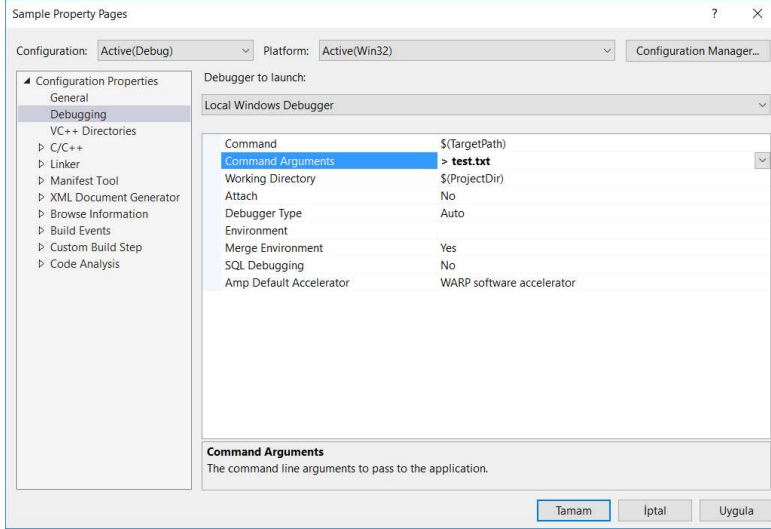 Sample Property Pages ? ×
Configuration: Active(Debug) Platform: Active(Win32) Configuration Manager...
Configuration Properties
General
Debugging
VC++ Directories
C/C++
Linker
Manifest Tool
XML Document Generator
Browse Information
Build Events
Custom Build Step
Code Analysis
Debugger to launch:
Local Windows Debugger
Command $(TargetPath)
Command Arguments > test.txt
Working Directory $(ProjectDir)
Attach No
Debugger Type Auto
Environment
Merge Environment Yes
SQL Debugging No
Amp Default Accelerator WARP software accelerator
Command Arguments
The command line arguments to pass to the application.
Tamam İptal Uygula